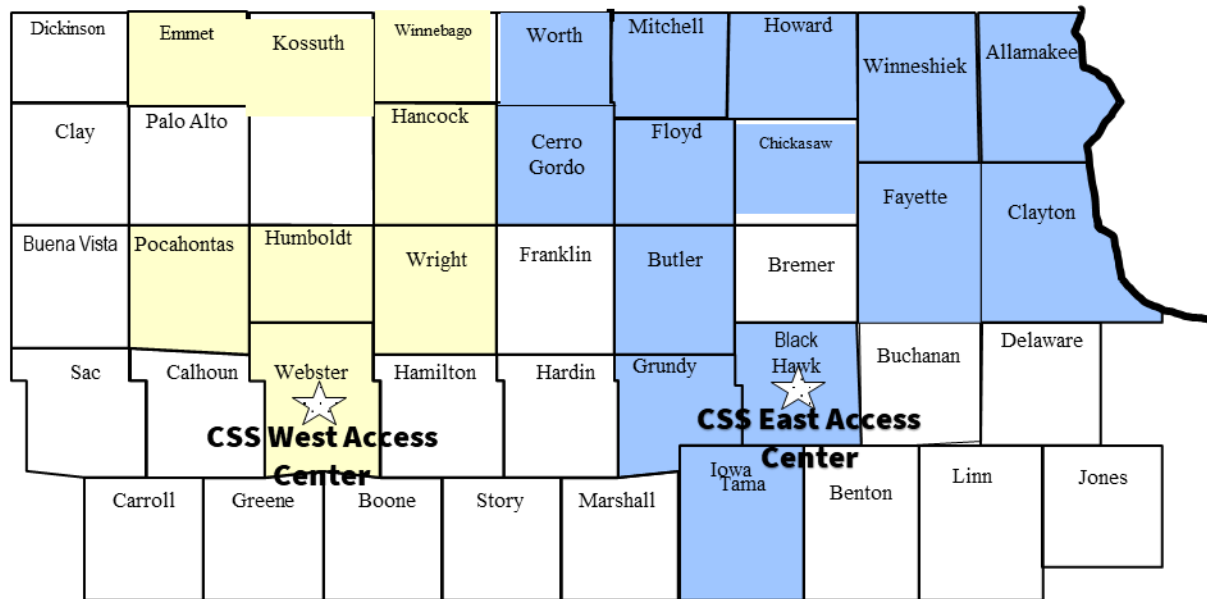 Dickinson
Emmet
Kossuth
Winnebago
Worth
Mitchell
Howard
Winneshiek
Allamakee
Clay
Palo Alto
Hancock
Cerro
Gordo
Floyd
Chickasaw
Fayette
Clayton
Buena Vista
Pocahontas
Humboldt
Wright
Franklin
Butler
Bremer
Sac
Calhoun
Webster
Hamilton
Hardin
Grundy
Black
Hawk
Buchanan
Delaware
CSS West Access
Center
CSS East Access
Center
Carroll
Greene
Boone
Story
Marshall
Iowa
Tama
Benton
Linn
Jones